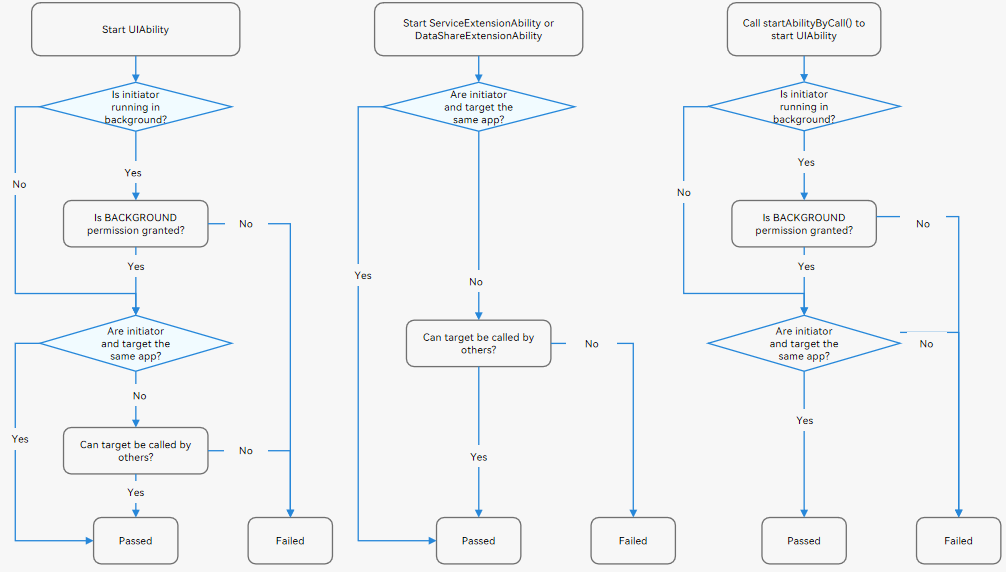 Start UIAbility
Is initiator
running in
background?
No
Yes
Is BACKGROUND
permission granted?
No
Yes
Are initiator
and target the
same app?
No
Yes
Can target be called by
others?
No
Yes
Passed
Failed
Start ServiceExtensionAbility or
DataShareExtensionAbility
Are initiator
and target the
same app?
Yes
No
Can target be called by
others?
No
Yes
Passed
Failed
Call startAbilityByCall() to
start UIAbility
Is initiator
running in
background?
Yes
No
Is BACKGROUND
permission granted?
No
Yes
Are initiator
and target the
same app?
No
Yes
Passed
Failed